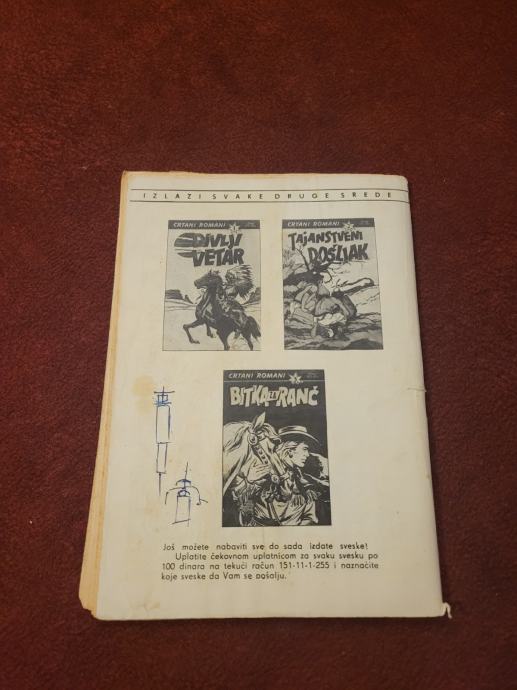 IZLAZI SVAKE DRUGE SREDE
CRTANI ROMANI
DIVLJI
VETAR
CRTANI ROMANI
TAJANSTVENI
DOŠLJAK
CRTANI ROMANI
BITKA ZA RANČ
Još možete nabaviti sve do sada izdate sveske!
Uplatite čekovnom uplatnicom za svaku svesku po
100 dinara na tekući račun 151-11-1-255 i naznačite
koje sveske da Vam se pošalju.